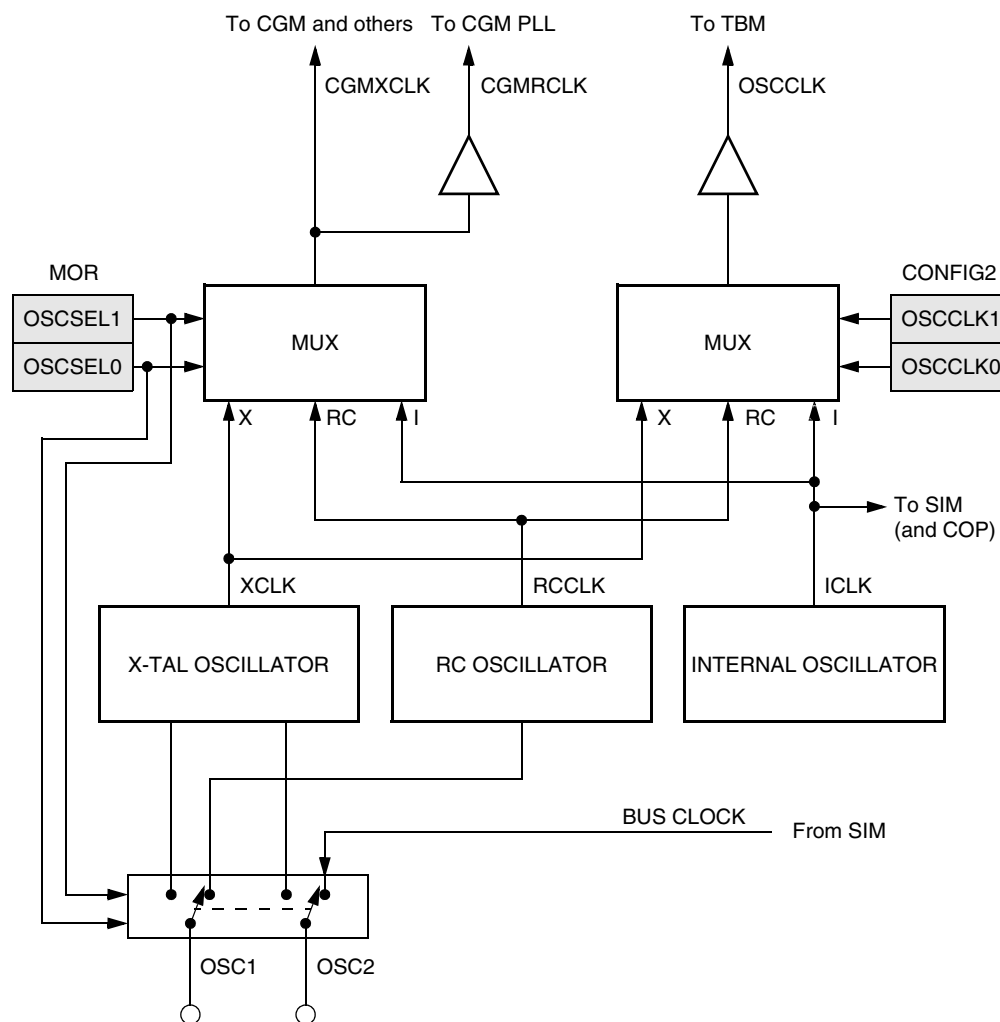 To CGM and others
To CGM PLL
To TBM
CGMXCLK
CGMRCLK
OSCCLK
MOR
CONFIG2
OSCSEL1
OSCSEL0
MUX
MUX
OSCCLK1
OSCCLK0
X
RC
I
X
RC
I
To SIM
(and COP)
XCLK
RCCLK
ICLK
X-TAL OSCILLATOR
RC OSCILLATOR
INTERNAL OSCILLATOR
BUS CLOCK
From SIM
OSC1
OSC2